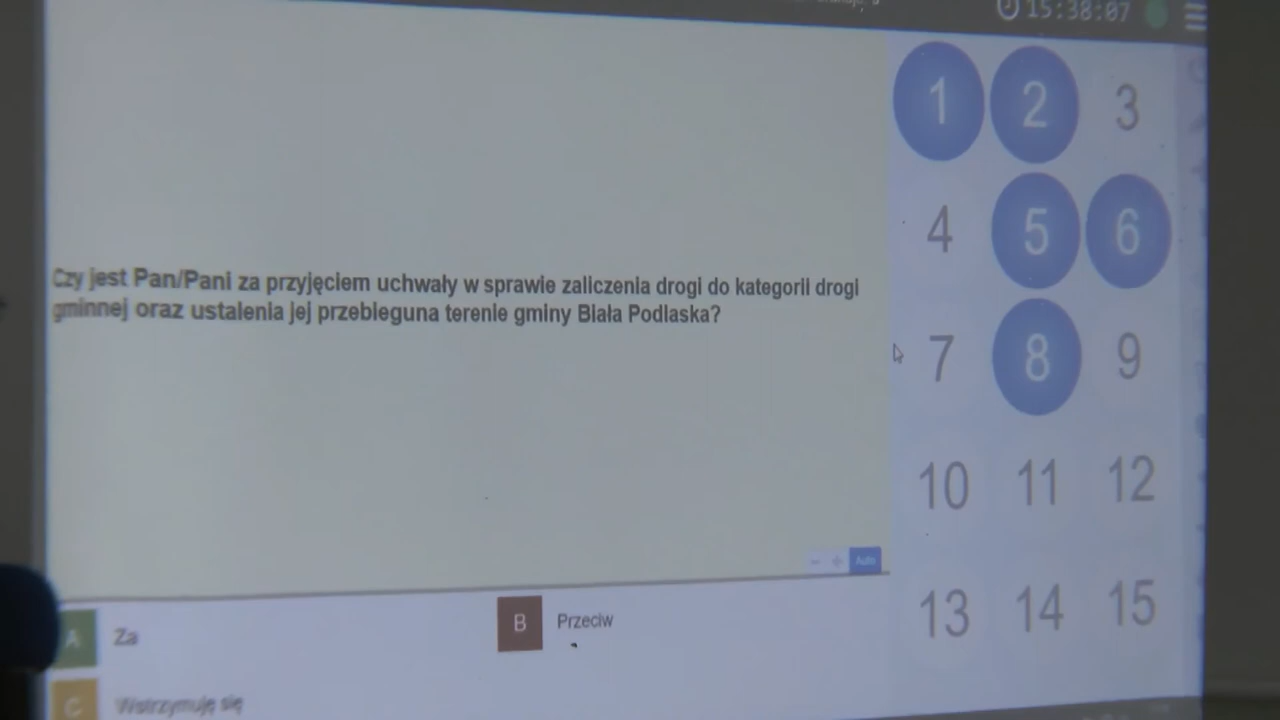 15:38:07
1 2 3
4 5 6
Czy jest Pan/Pani za przyjęciem uchwały w sprawie zaliczenia drogi do kategorii drogi
gminnej oraz ustalenia jej przebieguna terenie gminy Biała Podlaska?
7 8 9
10 11 12
Auto
13 14 15
A Za
B Przeciw
C Wstrzymuję się